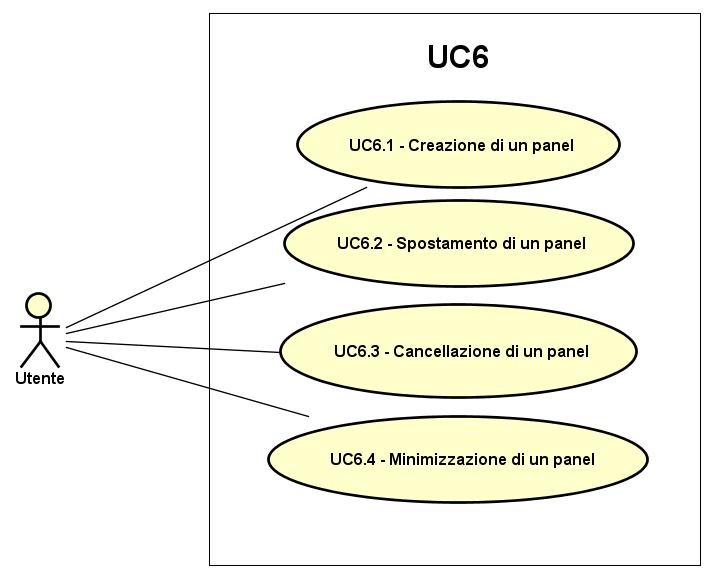 UC6
UC6.1 - Creazione di un panel
UC6.2 - Spostamento di un panel
UC6.3 - Cancellazione di un panel
Utente
UC6.4 - Minimizzazione di un panel